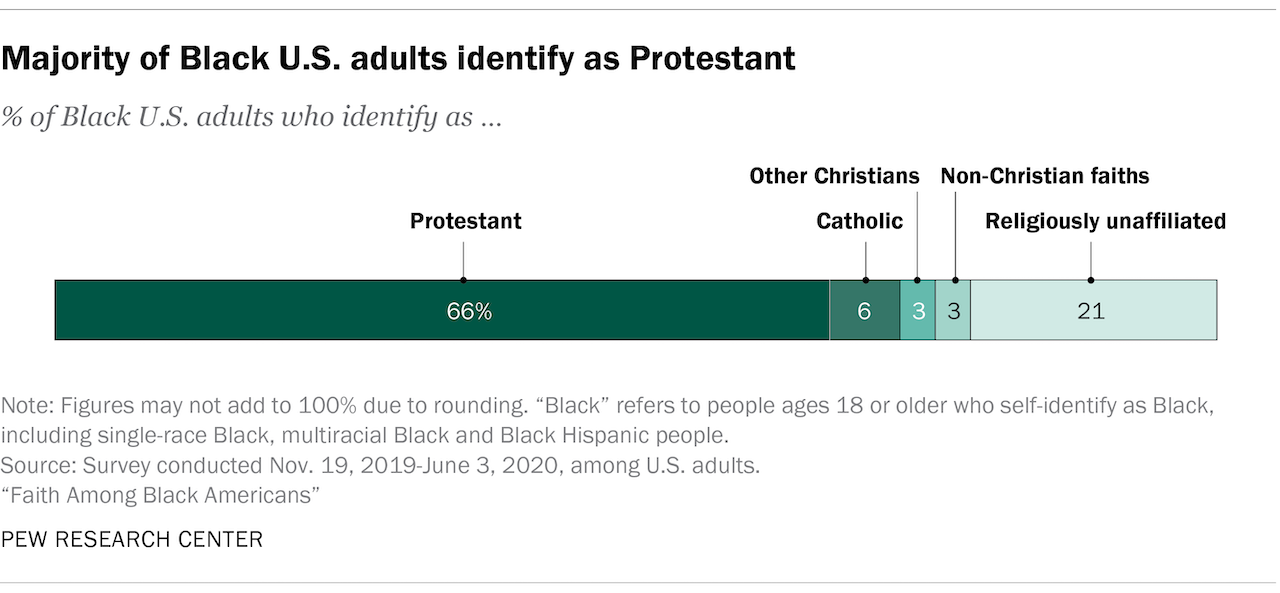 Majority of Black U.S. adults identify as Protestant
% of Black U.S. adults who identify as ...
Other Christians Non-Christian faiths
Protestant Catholic Religiously unaffiliated
66% 6 3 3 21
Note: Figures may not add to 100% due to rounding. “Black” refers to people ages 18 or older who self-identify as Black,
including single-race Black, multiracial Black and Black Hispanic people.
Source: Survey conducted Nov. 19, 2019-June 3, 2020, among U.S. adults.
“Faith Among Black Americans”
PEW RESEARCH CENTER